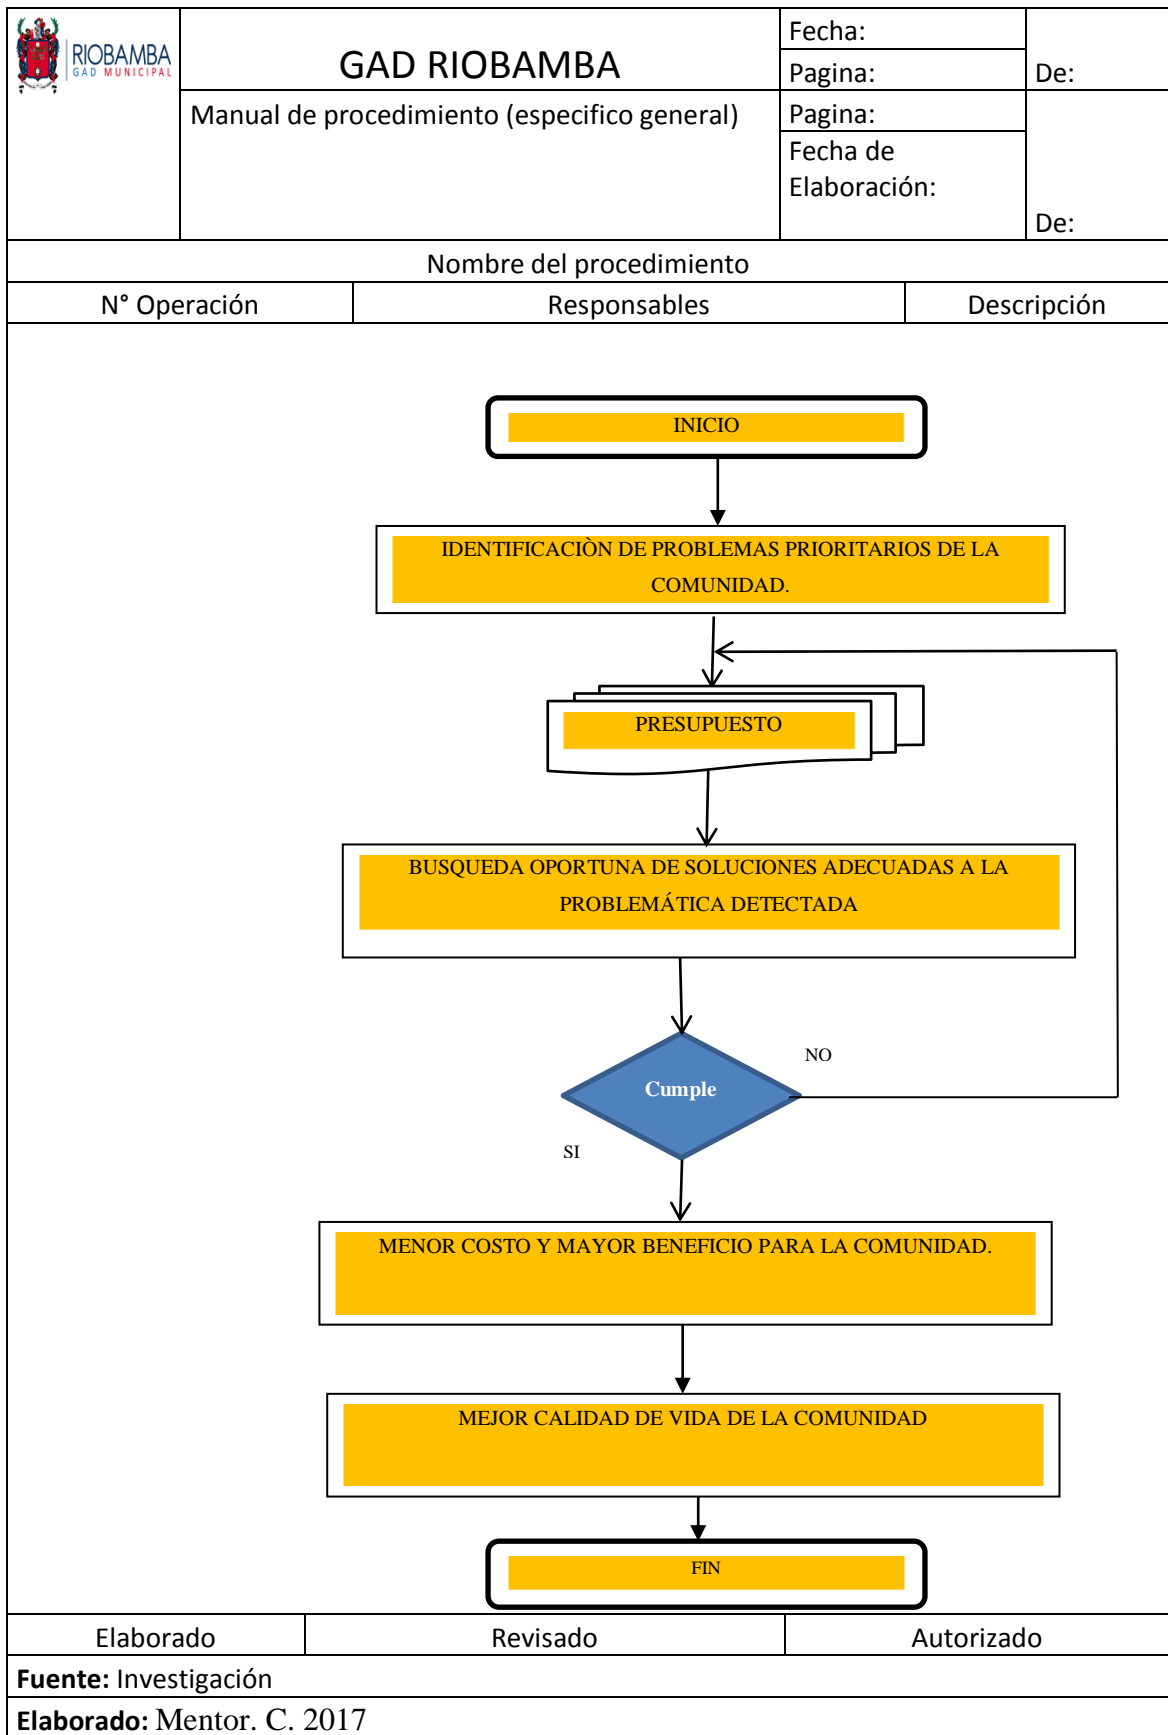 RIOBAMBA
GAD MUNICIPAL
GAD RIOBAMBA
Fecha:
Pagina:
De:
Manual de procedimiento (especifico general)
Pagina:
Fecha de
Elaboración:
De:
Nombre del procedimiento
N° Operación
Responsables
Descripción
INICIO
IDENTIFICACIÒN DE PROBLEMAS PRIORITARIOS DE LA
COMUNIDAD.
PRESUPUESTO
BUSQUEDA OPORTUNA DE SOLUCIONES ADECUADAS A LA
PROBLEMÁTICA DETECTADA
NO
Cumple
SI
MENOR COSTO Y MAYOR BENEFICIO PARA LA COMUNIDAD.
MEJOR CALIDAD DE VIDA DE LA COMUNIDAD
FIN
Elaborado
Revisado
Autorizado
Fuente: Investigación
Elaborado: Mentor. C. 2017